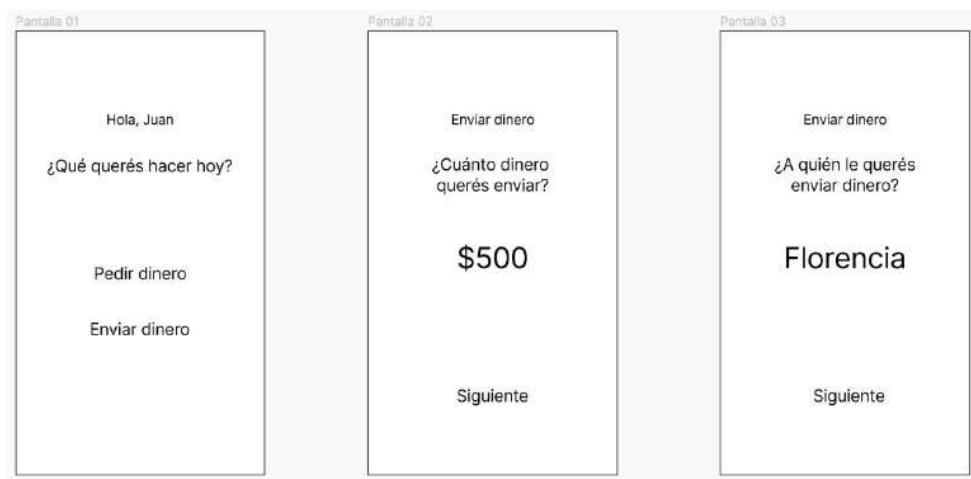 Pantalla 01
Hola, Juan
¿Qué querés hacer hoy?
Pedir dinero
Enviar dinero
Pantalla 02
Enviar dinero
¿Cuánto dinero
querés enviar?
$500
Siguiente
Pantalla 03
Enviar dinero
¿A quién le querés
enviar dinero?
Florencia
Siguiente